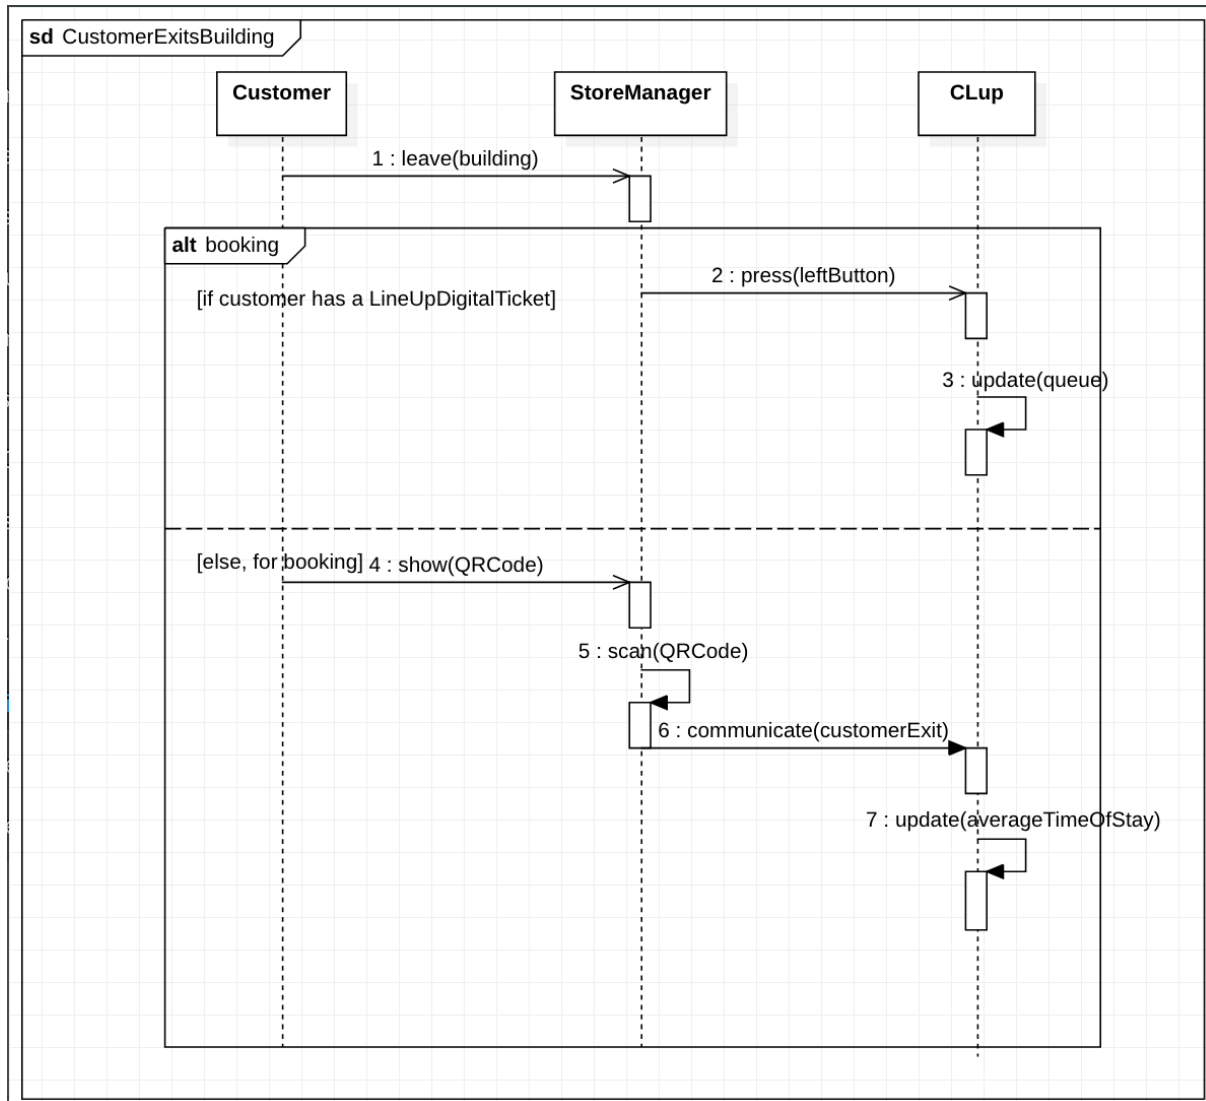 sd CustomerExitsBuilding
Customer
StoreManager
CLup
1 : leave(building)
alt booking
2 : press(leftButton)
[if customer has a LineUpDigitalTicket]
3 : update(queue)
[else, for booking]
4 : show(QRCode)
5 : scan(QRCode)
6 : communicate(customerExit)
7 : update(averageTimeOfStay)